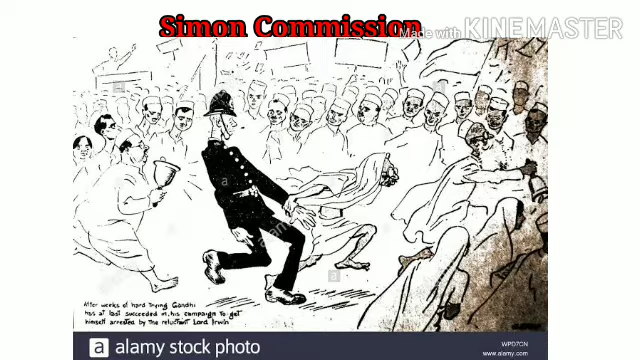 Simon Commission
Made with KINEMASTER
After weeks of hard trying Gandhi
has at last succeeded in his campaign to get
himself arrested by the reluctant Lord Irwin
alamy
a
a alamy stock photo
WPD7CN
www.alamy.com